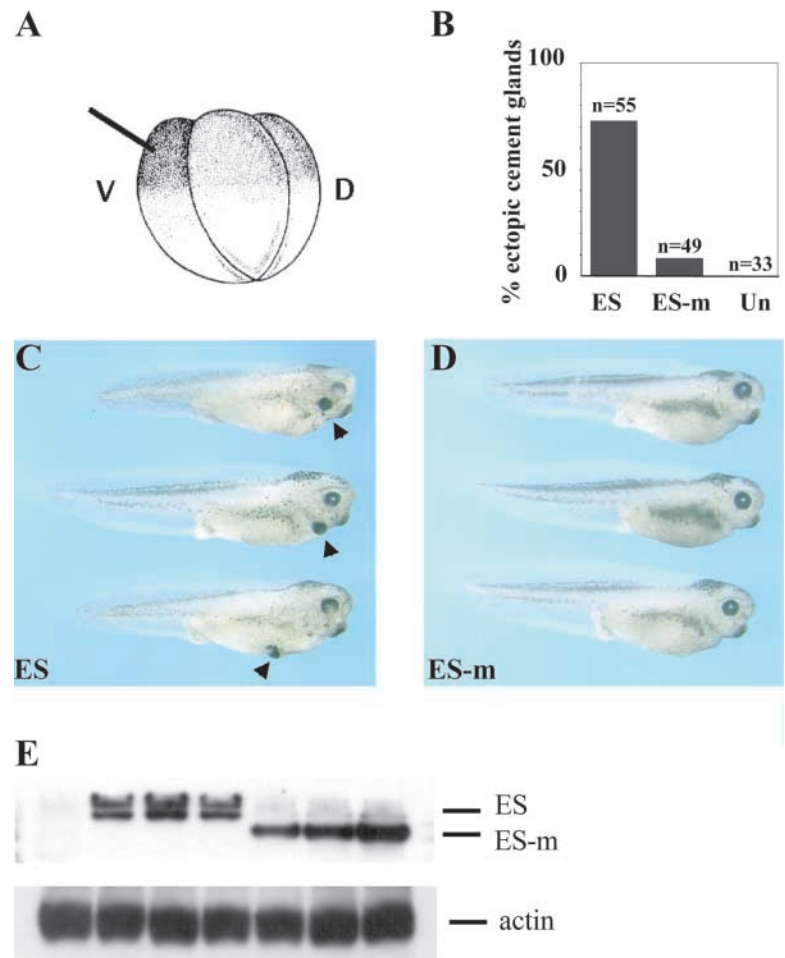 A
V
D
B
% ectopic cement glands
100
50
0
n=55
n=49
n=33
ES
ES-m
Un
C
ES
D
ES-m
E
ES
ES-m
actin